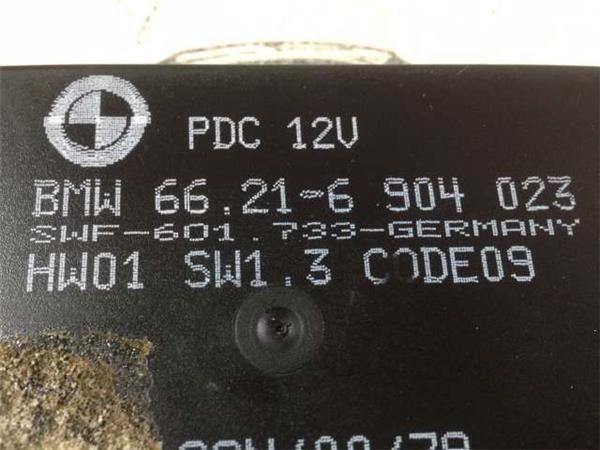 PDC 12V
BMW 66.21-6 904 023
SWF-601.733-GERMANY
HW01 SW1.3 CODE09